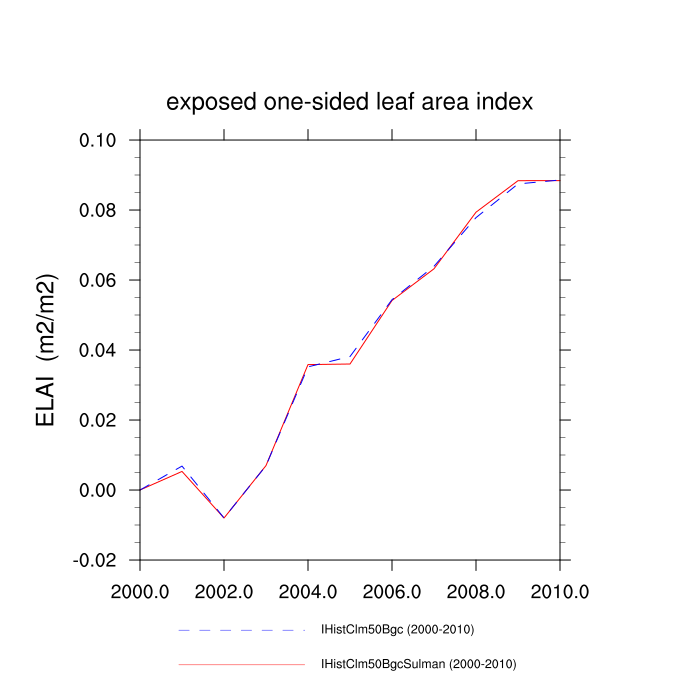 exposed one-sided leaf area index
ELAI (m2/m2)
0.10
0.08
0.06
0.04
0.02
0.00
-0.02
2000.0 2002.0 2004.0 2006.0 2008.0 2010.0
IHistClm50Bgc (2000-2010)
IHistClm50BgcSulman (2000-2010)